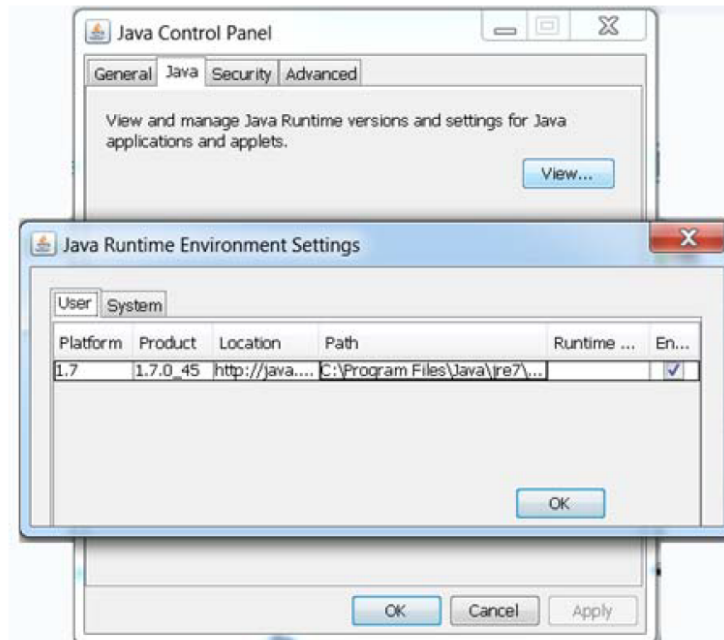 Java Control Panel
General Java Security Advanced
View and manage Java Runtime versions and settings for Java
applications and applets.
View...
Java Runtime Environment Settings
User System
Platform Product Location Path Runtime ... En...
1.7 1.7.0_45 http://java.... C:\Program Files\Java\jre7\...
OK
OK Cancel Apply